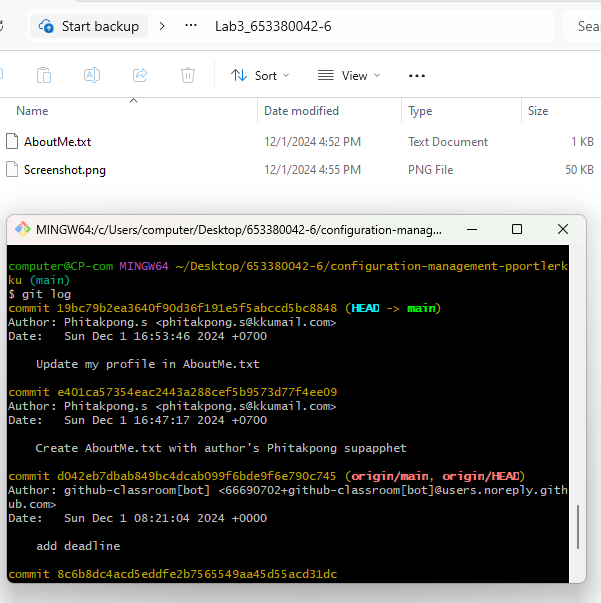 Start backup > ... Lab3_653380042-6 Sea
Sort View ...
Name Date modified Type Size
AboutMe.txt 12/1/2024 4:52 PM Text Document 1 KB
Screenshot.png 12/1/2024 4:55 PM PNG File 50 KB
MINGW64:/c/Users/computer/Desktop/653380042-6/configuration-manag...
computer@CP-com MINGW64 ~/Desktop/653380042-6/configuration-management-pportlerk
ku (main)
$ git log
commit 19bc79b2ea3640f90d36f191e5f5abccd5bc8848 (HEAD -> main)
Author: Phitakpong.s <phitakpong.s@kkumail.com>
Date: Sun Dec 1 16:53:46 2024 +0700
Update my profile in AboutMe.txt
commit e401ca57354eac2443a288cef5b9573d77f4ee09
Author: Phitakpong.s <phitakpong.s@kkumail.com>
Date: Sun Dec 1 16:47:17 2024 +0700
Create AboutMe.txt with author's Phitakpong supapphet
commit d042eb7dbab849bc4dcab099f6bde9f6e790c745 (origin/main, origin/HEAD)
Author: github-classroom[bot] <66690702+github-classroom[bot]@users.noreply.gith
ub.com>
Date: Sun Dec 1 08:21:04 2024 +0000
add deadline
commit 8c6b8dc4acd5eddfe2b7565549aa45d55acd31dc